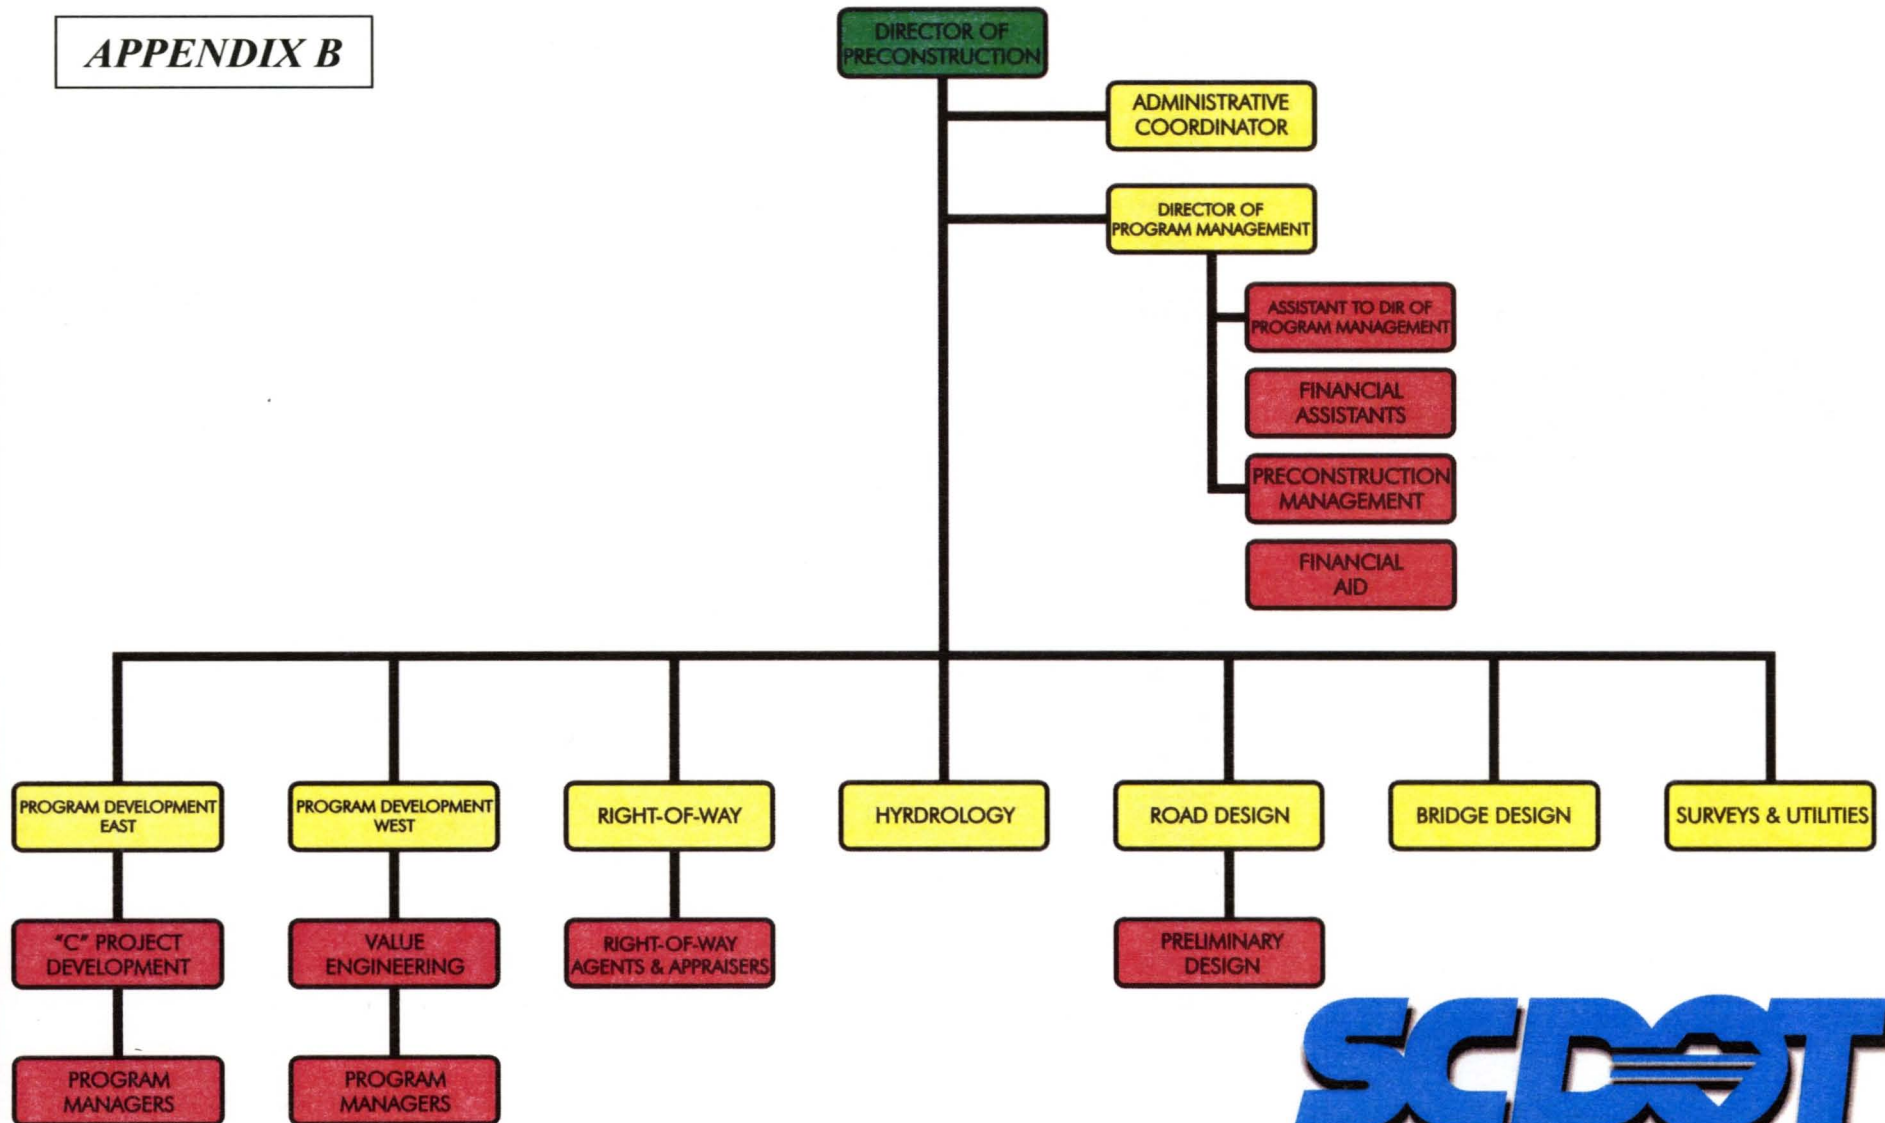 APPENDIX B
DIRECTOR OF
PRECONSTRUCTION
ADMINISTRATIVE
COORDINATOR
DIRECTOR OF
PROGRAM MANAGEMENT
ASSISTANT TO DIR OF
PROGRAM MANAGEMENT
FINANCIAL
ASSISTANTS
PRECONSTRUCTION
MANAGEMENT
FINANCIAL
AID
PROGRAM DEVELOPMENT
EAST
PROGRAM DEVELOPMENT
WEST
RIGHT-OF-WAY
HYRDROLOGY
ROAD DESIGN
BRIDGE DESIGN
SURVEYS & UTILITIES
"C" PROJECT
DEVELOPMENT
VALUE
ENGINEERING
RIGHT-OF-WAY
AGENTS & APPRAISERS
PRELIMINARY
DESIGN
PROGRAM
MANAGERS
PROGRAM
MANAGERS
SCDOT